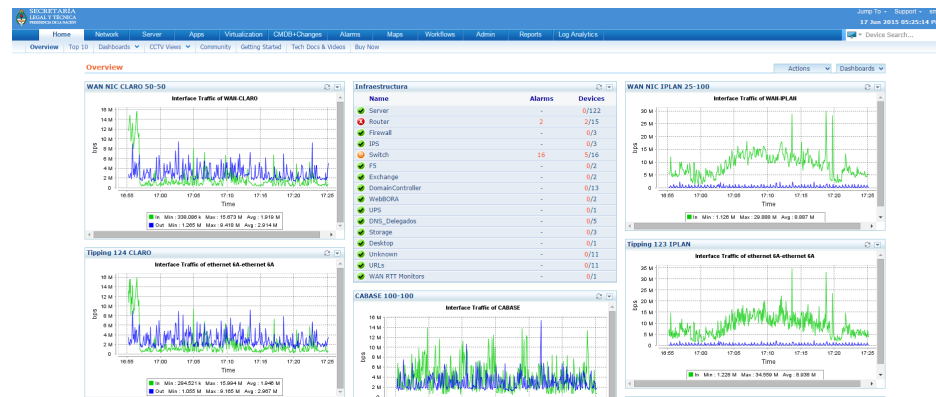 SECRETARÍA
LEGAL Y TÉCNICA
PRESIDENCIA DE LA NACIÓN
Jump To Support
17 Jun 2015 05:25:14 P
Home Network Server Apps Virtualization CMDB+Changes Alarms Maps Workflows Admin Reports Log Analytics
Device Search...
Overview Top 10 Dashboards CCTV Views Community Getting Started Tech Docs & Videos Buy Now
Overview
Actions Dashboards
WAN NIC CLARO 50-50
Interface Traffic of WAN-CLARO
bps
16 M
14 M
12 M
10 M
8 M
6 M
4 M
2 M
0
16:55 17:00 17:05 17:10 17:15 17:20 17:25
Time
In Min : 338.086 k Max : 15.673 M Avg : 1.919 M
Out Min : 1.265 M Max : 9.418 M Avg : 2.914 M
Tipping 124 CLARO
Interface Traffic of ethernet 6A-ethernet 6A
bps
16 M
14 M
12 M
10 M
8 M
6 M
4 M
2 M
0
16:55 17:00 17:05 17:10 17:15 17:20 17:25
Time
In Min : 294.521 k Max : 15.994 M Avg : 1.946 M
Out Min : 1.055 M Max : 9.165 M Avg : 2.967 M
Infraestructura
Name Alarms Devices
Server - 0/122
Router 2 2/15
Firewall - 0/3
IPS - 0/3
Switch 16 5/16
F5 - 0/2
Exchange - 0/2
DomainController - 0/13
WebBORA - 0/2
UPS - 0/1
DNS_Delegados - 0/5
Storage - 0/3
Desktop - 0/1
Unknown - 0/11
URLs - 0/11
WAN RTT Monitors - 0/1
CABASE 100-100
Interface Traffic of CABASE
bps
16 M
14 M
12 M
10 M
8 M
6 M
4 M
2 M
WAN NIC IPLAN 25-100
Interface Traffic of WAN-IPLAN
bps
30 M
25 M
20 M
15 M
10 M
5 M
0
16:55 17:00 17:05 17:10 17:15 17:20 17:25
Time
In Min : 1.126 M Max : 29.888 M Avg : 8.887 M
Tipping 123 IPLAN
Interface Traffic of ethernet 6A-ethernet 6A
bps
35 M
30 M
25 M
20 M
15 M
10 M
5 M
0
16:55 17:00 17:05 17:10 17:15 17:20 17:25
Time
In Min : 1.228 M Max : 34.559 M Avg : 8.938 M